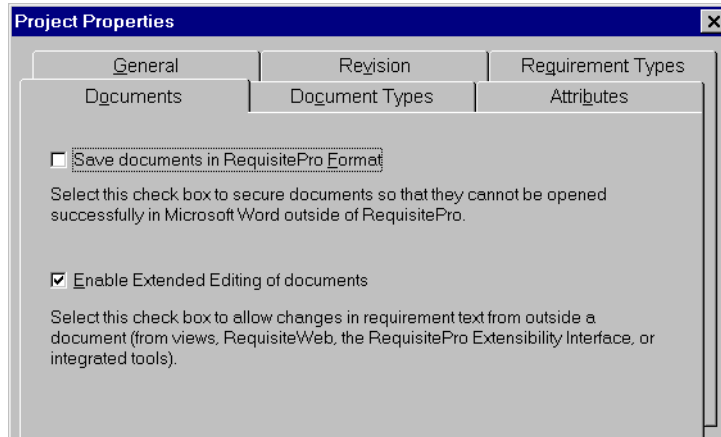 Project Properties
General Revision Requirement Types
Documents Document Types Attributes
Save documents in RequisitePro Format
Select this check box to secure documents so that they cannot be opened
successfully in Microsoft Word outside of RequisitePro.
Enable Extended Editing of documents
Select this check box to allow changes in requirement text from outside a
document (from views, RequisiteWeb, the RequisitePro Extensibility Interface, or
integrated tools).